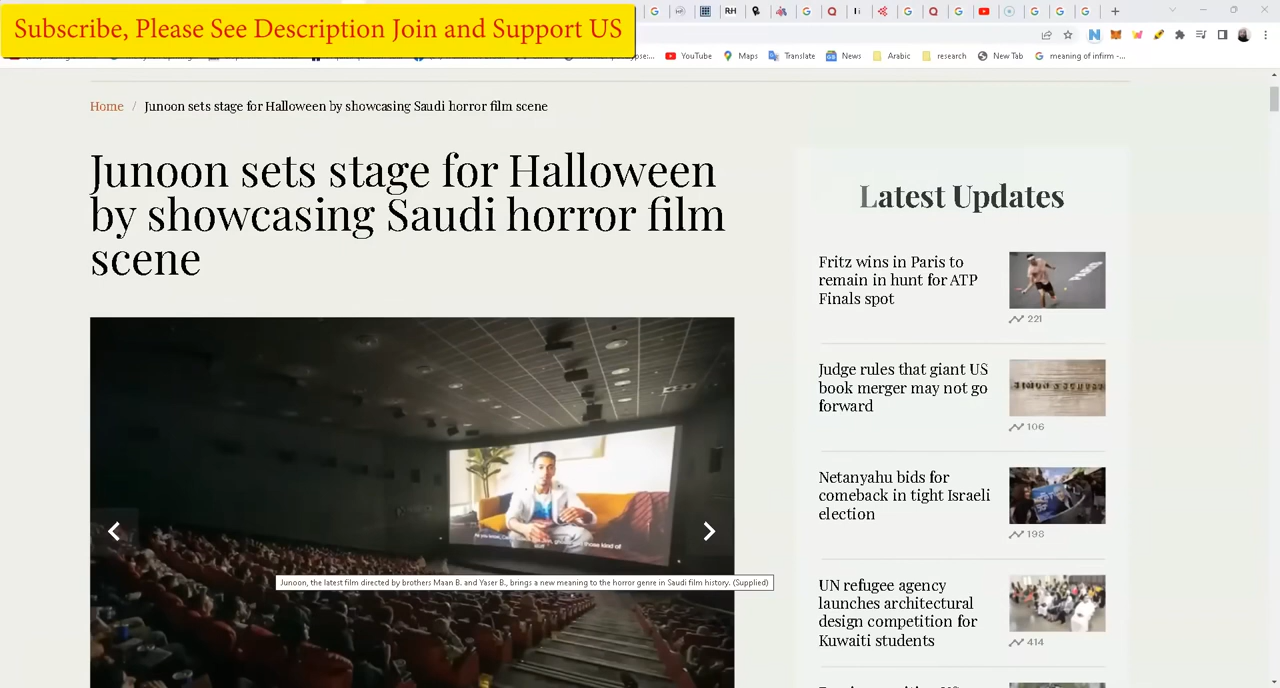 Subscribe, Please See Description Join and Support US
YouTube
Maps
Translate
News
Arabic
research
New Tab
meaning of infirm -...
Home / Junoon sets stage for Halloween by showcasing Saudi horror film scene
Junoon sets stage for Halloween
by showcasing Saudi horror film
scene
those kind of
Junoon, the latest film directed by brothers Maan B. and Yaser B., brings a new meaning to the horror genre in Saudi film history. (Supplied)
Latest Updates
Fritz wins in Paris to
remain in hunt for ATP
Finals spot
221
Judge rules that giant US
book merger may not go
forward
SIMON & SCHUS
106
Netanyahu bids for
comeback in tight Israeli
election
198
UN refugee agency
launches architectural
design competition for
Kuwaiti students
414